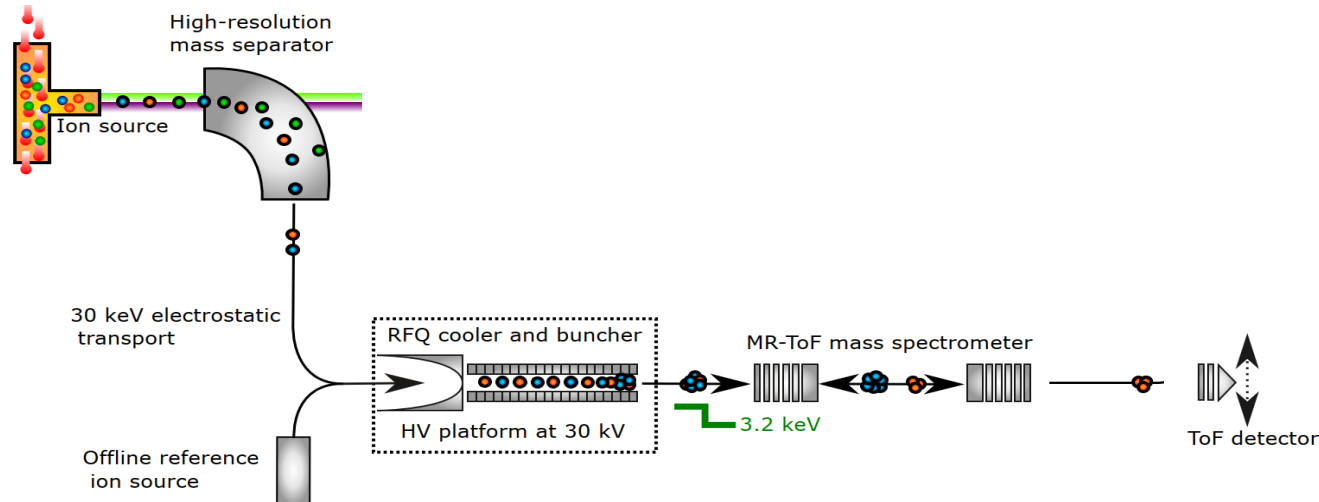 High-resolution
mass separator
Ion source
30 keV electrostatic
transport
RFQ cooler and buncher
HV platform at 30 kV
MR-ToF mass spectrometer
3.2 keV
ToF detector
Offline reference
ion source